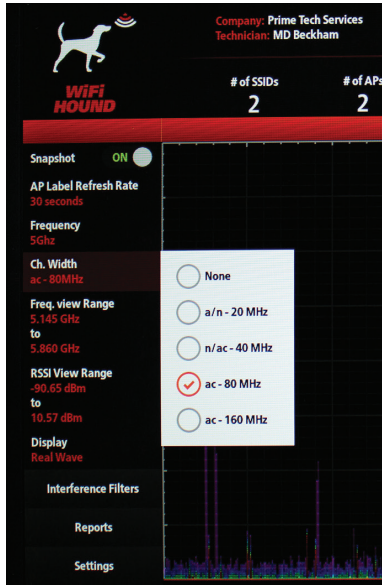 Company: Prime Tech Services
Technician: MD Beckham
WiFi
HOUND
# of SSIDs
# of APs
2
2
Snapshot ON
AP Label Refresh Rate
30 seconds
Frequency
5Ghz
Ch. Width
ac - 80MHz
Freq. view Range
5.145 GHz
to
5.860 GHz
RSSI View Range
-90.65 dBm
to
10.57 dBm
Display
Real Wave
None
a/n - 20 MHz
n/ac - 40 MHz
ac - 80 MHz
ac - 160 MHz
Interference Filters
Reports
Settings